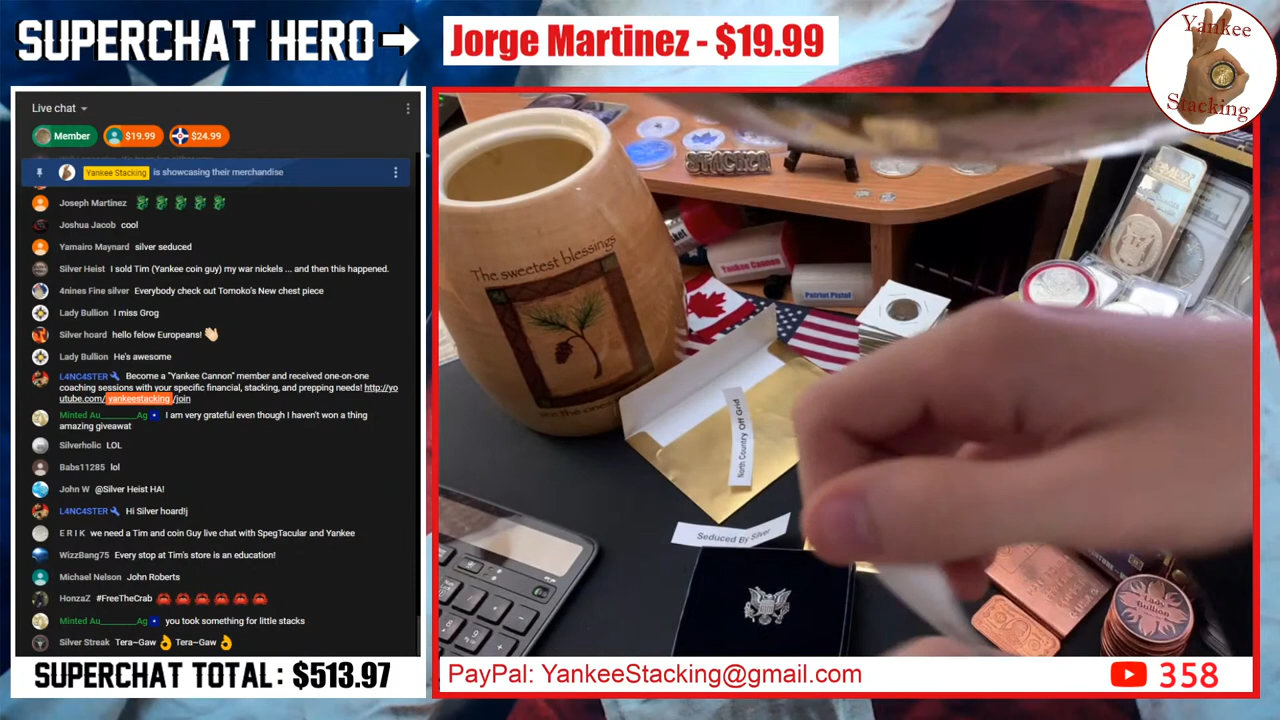 SUPERCHAT HERO
Jorge Martinez - $19.99
Yankee
Stacking
Live chat
Member
$19.99
$24.99
Yankee Stacking is showcasing their merchandise
Joseph Martinez
Joshua Jacob cool
Yamairo Maynard silver seduced
Silver Heist I sold Tim (Yankee coin guy) my war nickels ... and then this happened.
4nines Fine silver Everybody check out Tomoko's New chest piece
Lady Bullion I miss Grog
Silver hoard hello felow Europeans!
Lady Bullion He's awesome
L4NC4STER Become a "Yankee Cannon" member and received one-on-one
coaching sessions with your specific financial, stacking, and prepping needs! http://yo
utube.com/yankeestacking/join
Minted Au_______Ag I am very grateful even though I haven't won a thing
amazing giveawat
Silverholic LOL
Babs11285 lol
John W @Silver Heist HA!
L4NC4STER Hi Silver hoard!j
E R I K we need a Tim and coin Guy live chat with SpegTacular and Yankee
WizzBang75 Every stop at Tim's store is an education!
Michael Nelson John Roberts
HonzaZ #FreeTheCrab
Minted Au_______Ag you took something for little stacks
Silver Streak Tera~Gaw Tera~Gaw
SUPERCHAT TOTAL: $513.97
STACKER
The sweetest blessings
Yankee Cannon
Patriot Pistol
North Country Off Grid
Seduced By Silver
Lady
Bullion
PayPal: YankeeStacking@gmail.com
358